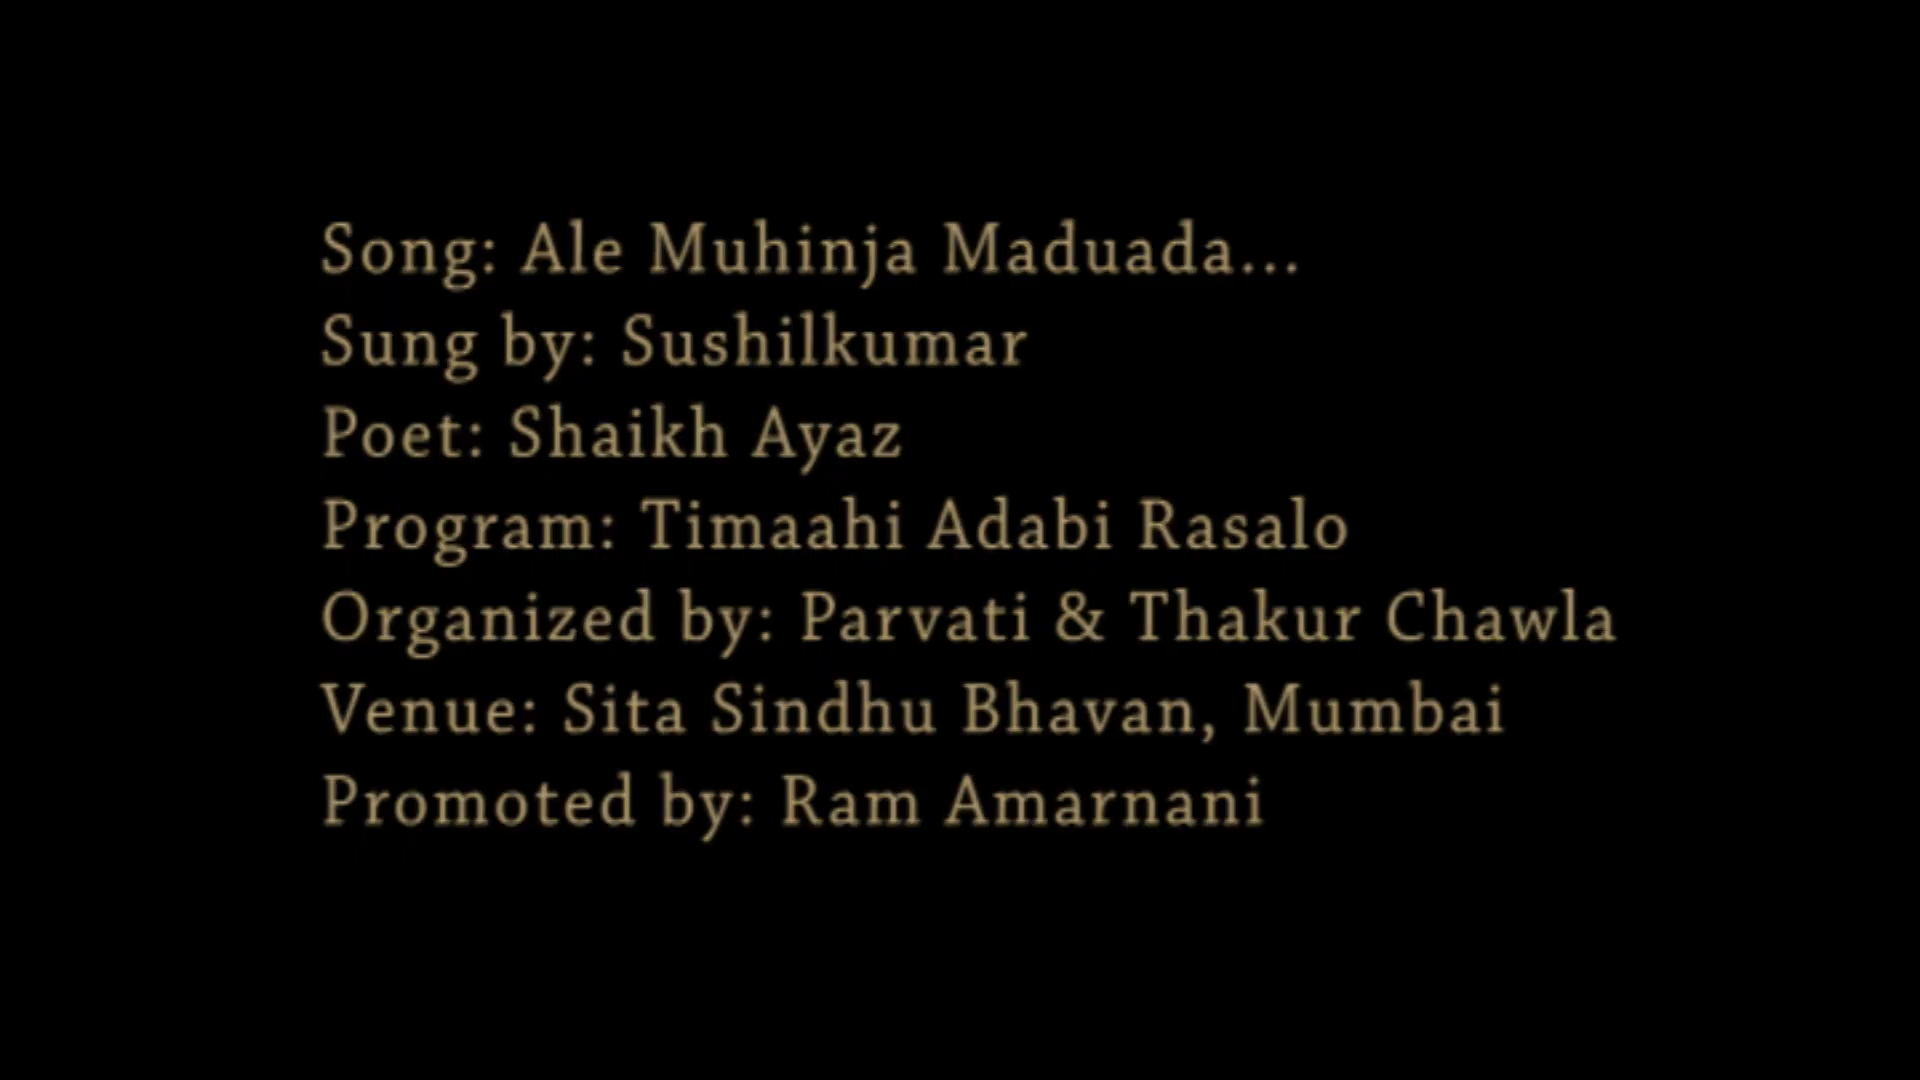 Song: Ale Muhinja Maduada...
Sung by: Sushilkumar
Poet: Shaikh Ayaz
Program: Timaahi Adabi Rasalo
Organized by: Parvati & Thakur Chawla
Venue: Sita Sindhu Bhavan, Mumbai
Promoted by: Ram Amarnani